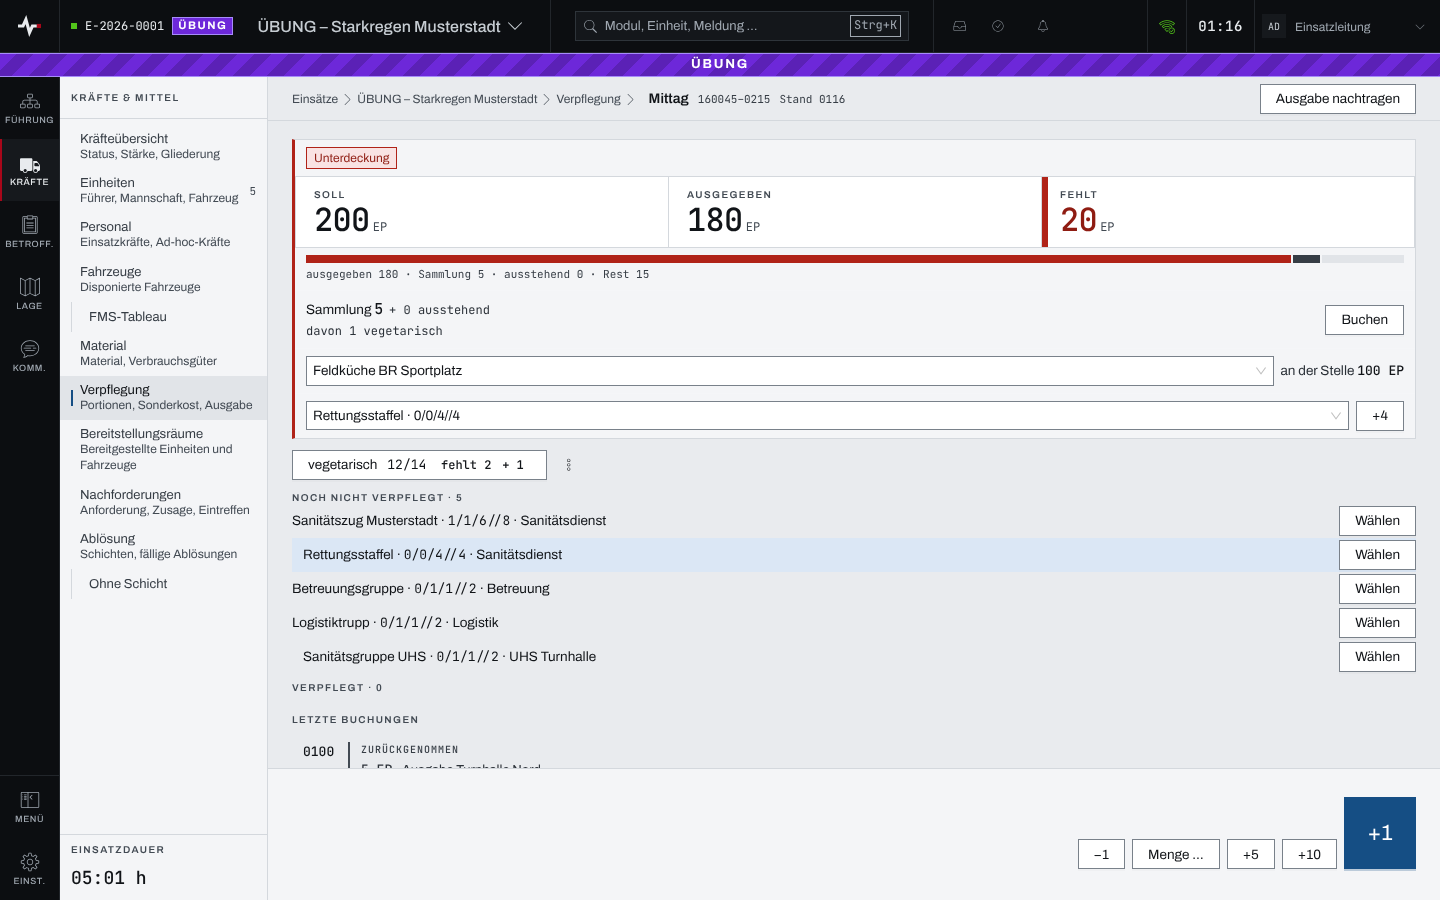 E-2026-0001 ÜBUNG ÜBUNG – Starkregen Musterstadt Modul, Einheit, Meldung ... Strg+K 01:16 AD Einsatzleitung
ÜBUNG
FÜHRUNG
KRÄFTE
BETROFF.
LAGE
KOMM.
MENÜ
EINST.
KRÄFTE & MITTEL
Kräfteübersicht
Status, Stärke, Gliederung
Einheiten
Führer, Mannschaft, Fahrzeug 5
Personal
Einsatzkräfte, Ad-hoc-Kräfte
Fahrzeuge
Disponierte Fahrzeuge
FMS-Tableau
Material
Material, Verbrauchsgüter
Verpflegung
Portionen, Sonderkost, Ausgabe
Bereitstellungsräume
Bereitgestellte Einheiten und
Fahrzeuge
Nachforderungen
Anforderung, Zusage, Eintreffen
Ablösung
Schichten, fällige Ablösungen
Ohne Schicht
EINSATZDAUER
05:01 h
Einsätze ÜBUNG – Starkregen Musterstadt Verpflegung Mittag 160045–0215 Stand 0116 Ausgabe nachtragen
Unterdeckung
SOLL AUSGEGEBEN FEHLT
200 EP 180 EP 20 EP
ausgegeben 180 · Sammlung 5 · ausstehend 0 · Rest 15
Sammlung 5 + 0 ausstehend
davon 1 vegetarisch
Buchen
Feldküche BR Sportplatz an der Stelle 100 EP
Rettungsstaffel · 0/0/4//4 +4
vegetarisch 12/14 fehlt 2 + 1
NOCH NICHT VERPFLEGT · 5
Sanitätszug Musterstadt · 1/1/6//8 · Sanitätsdienst Wählen
Rettungsstaffel · 0/0/4//4 · Sanitätsdienst Wählen
Betreuungsgruppe · 0/1/1//2 · Betreuung Wählen
Logistiktrupp · 0/1/1//2 · Logistik Wählen
Sanitätsgruppe UHS · 0/1/1//2 · UHS Turnhalle Wählen
VERPFLEGT · 0
LETZTE BUCHUNGEN
0100 ZURÜCKGENOMMEN
5 EP Ausgabe Turnhalle Nord
−1 Menge ... +5 +10 +1